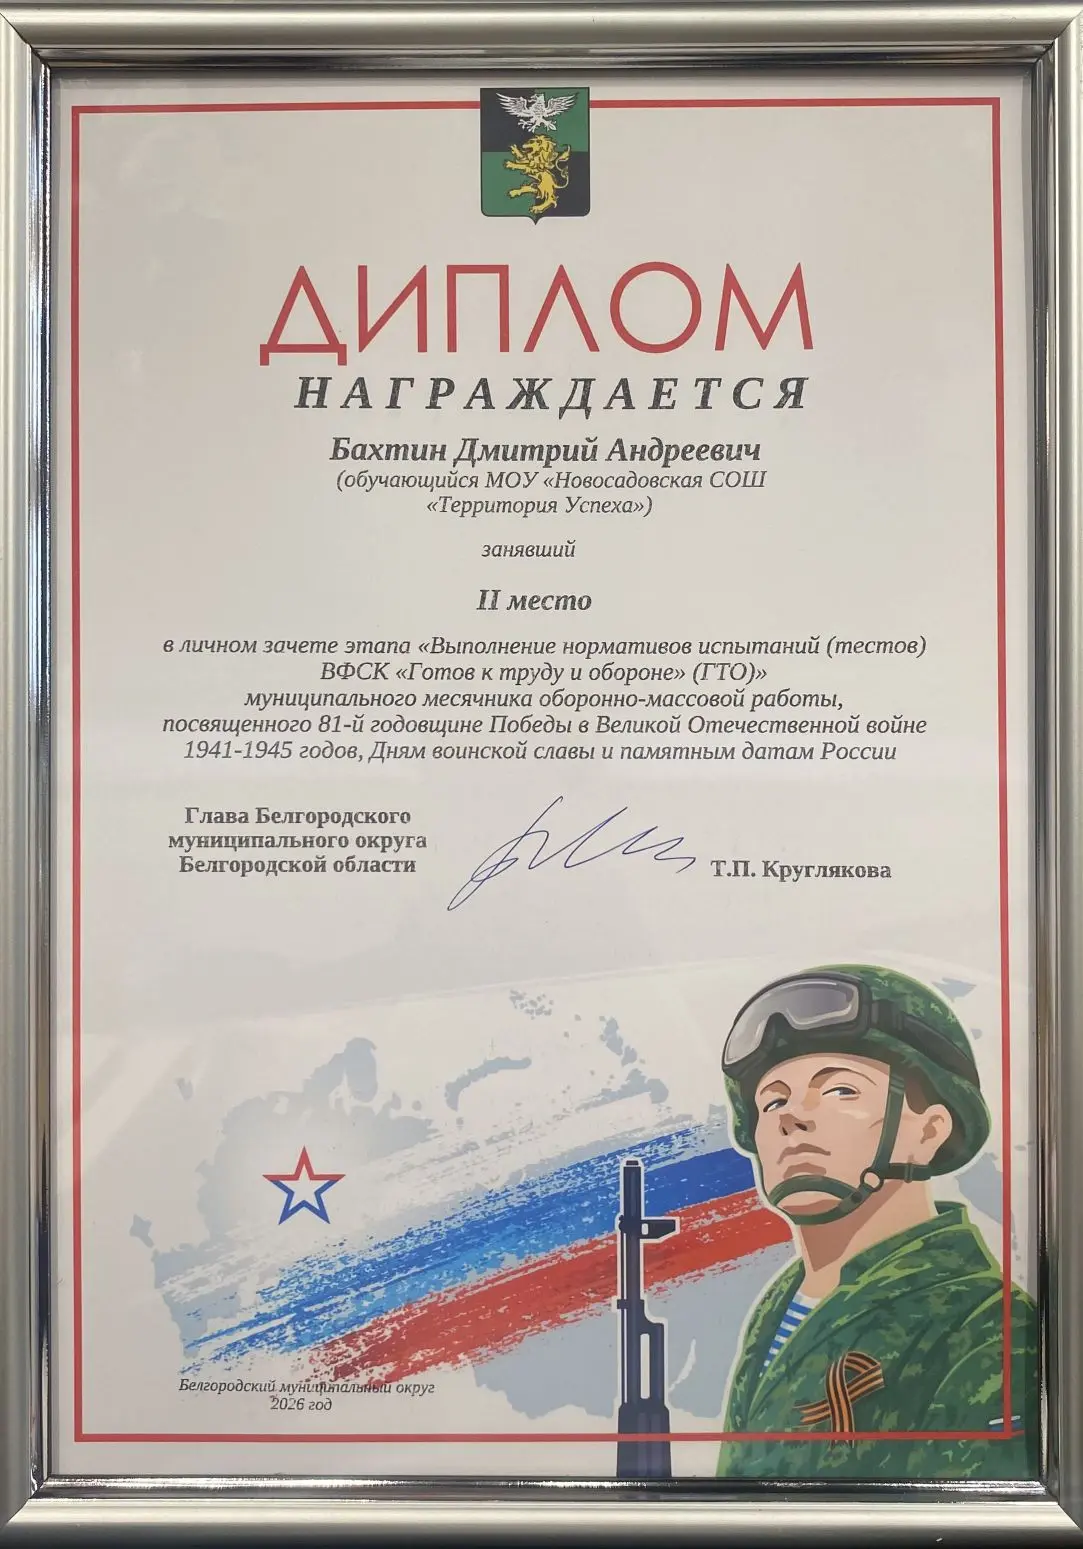 ДИПЛОМ
НАГРАЖДАЕТСЯ
Бахтин Дмитрий Андреевич
(обучающийся МОУ «Новосадовская СОШ
«Территория Успеха»)
занявший
II место
в личном зачете этапа «Выполнение нормативов испытаний (тестов)
ВФСК «Готов к труду и обороне» (ГТО)»
муниципального месячника оборонно-массовой работы,
посвященного 81-й годовщине Победы в Великой Отечественной войне
1941-1945 годов, Дням воинской славы и памятным датам России
Глава Белгородского
муниципального округа
Белгородской области
Т.П. Круглякова
Белгородский муниципальный округ
2026 год